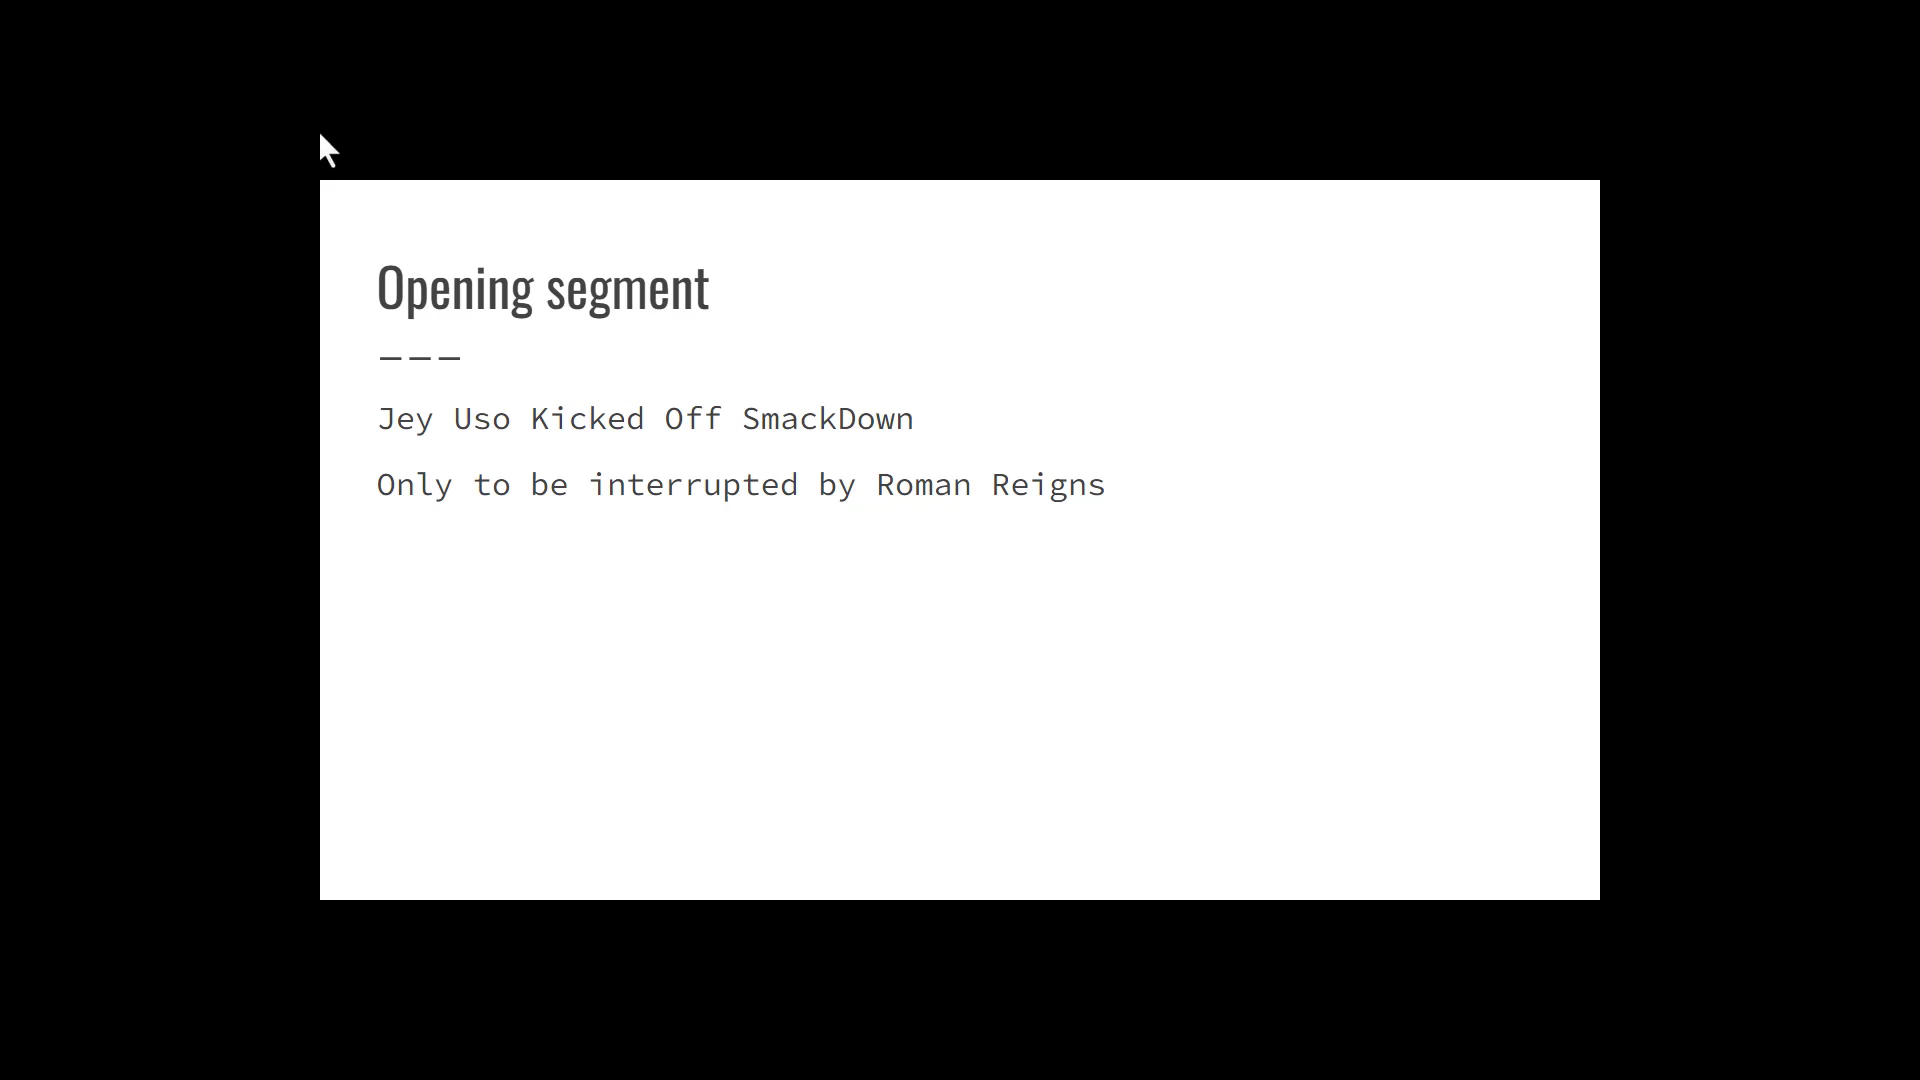 Opening segment
———
Jey Uso Kicked Off SmackDown
Only to be interrupted by Roman Reigns